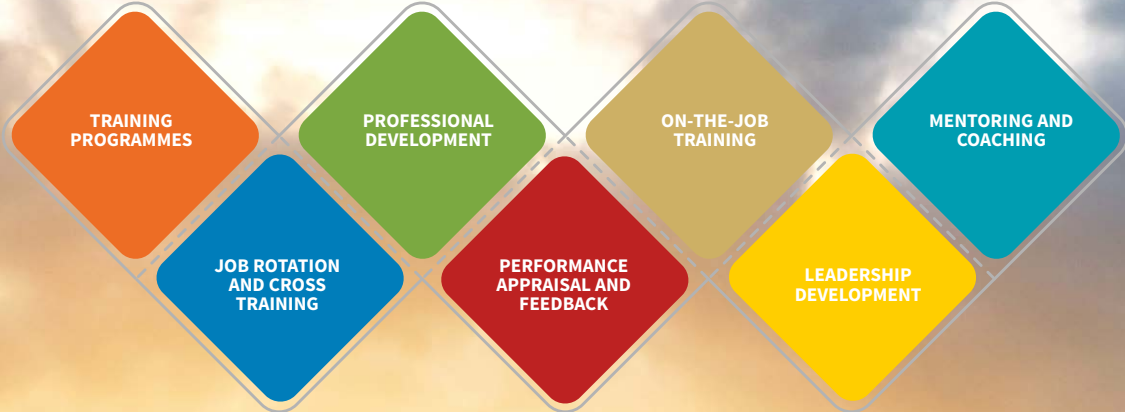 TRAINING
PROGRAMMES
PROFESSIONAL
DEVELOPMENT
ON-THE-JOB
TRAINING
MENTORING AND
COACHING
JOB ROTATION
AND CROSS
TRAINING
PERFORMANCE
APPRAISAL AND
FEEDBACK
LEADERSHIP
DEVELOPMENT